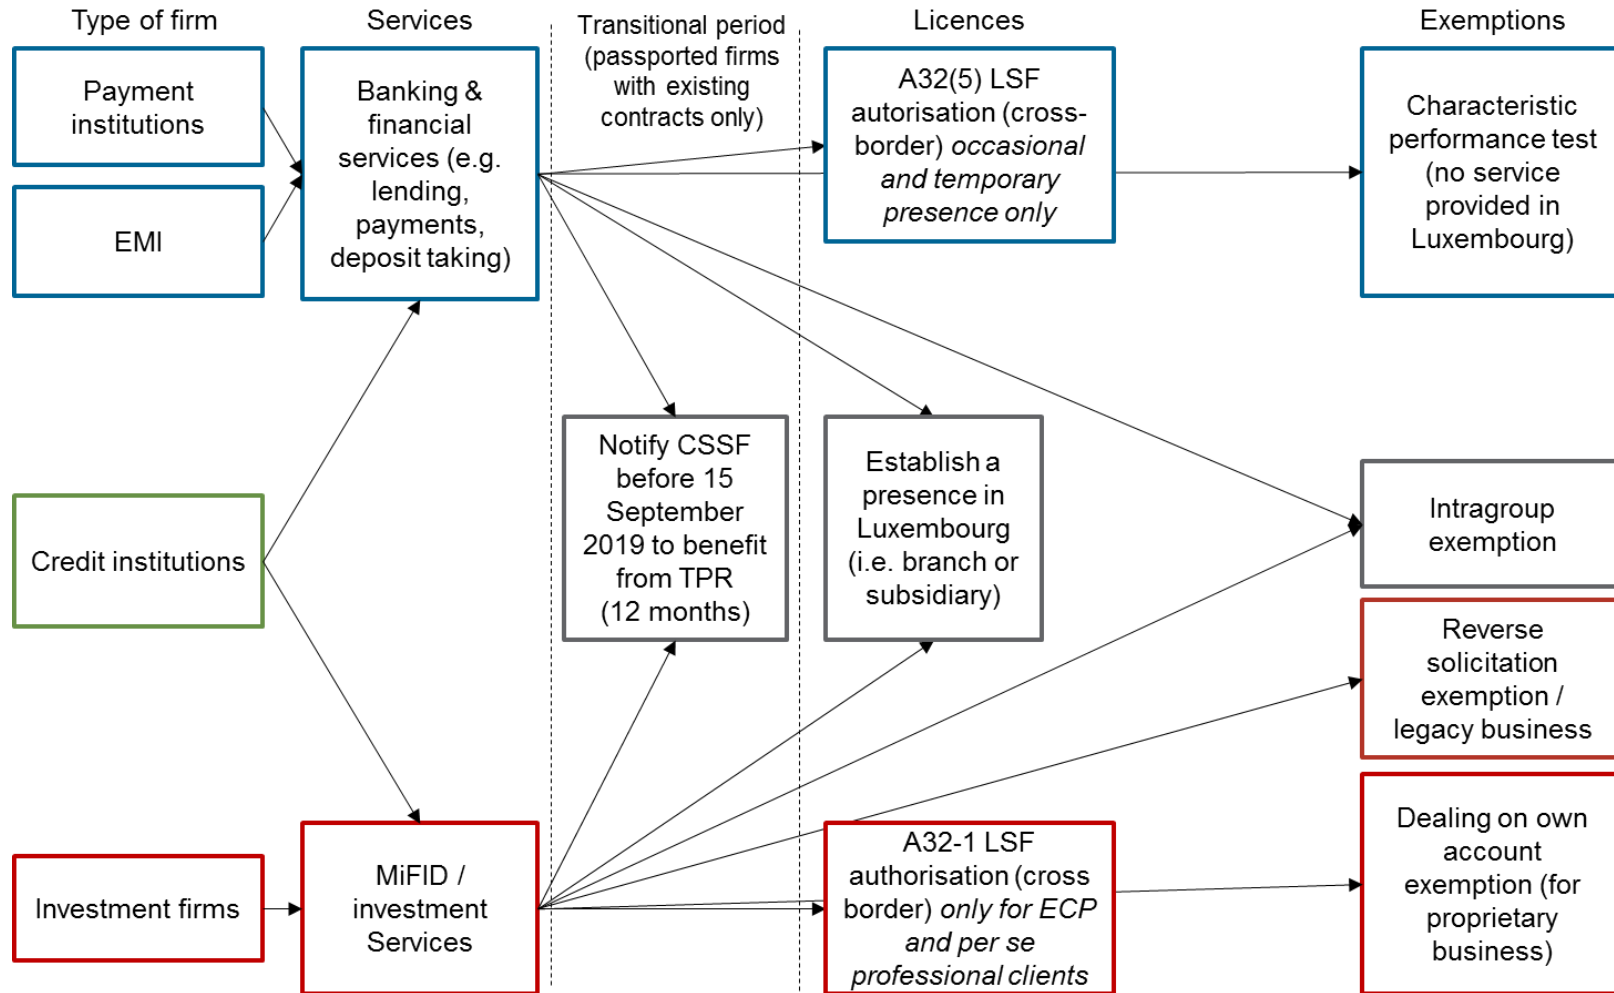 Type of firm
Services
Transitional period
(passported firms
with existing
contracts only)
Licences
Exemptions
Payment
institutions
EMI
Banking &
financial
services (e.g.
lending,
payments,
deposit taking)
A32(5) LSF
autorisation (cross-
border) occasional
and temporary
presence only
Characteristic
performance test
(no service
provided in
Luxembourg)
Credit institutions
Notify CSSF
before 15
September
2019 to benefit
from TPR
(12 months)
Establish a
presence in
Luxembourg
(i.e. branch or
subsidiary)
Intragroup
exemption
Reverse
solicitation
exemption /
legacy business
Investment firms
MiFID /
investment
Services
A32-1 LSF
authorisation (cross
border) only for ECP
and per se
professional clients
Dealing on own
account
exemption (for
proprietary
business)